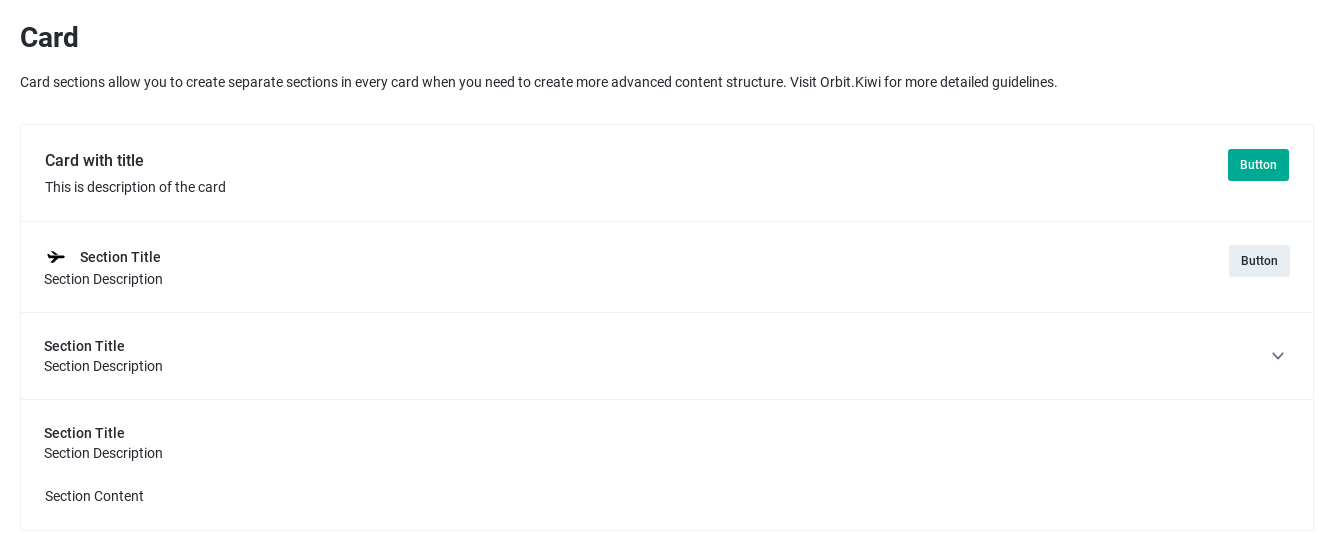 Card
Card sections allow you to create separate sections in every card when you need to create more advanced content structure. Visit Orbit.Kiwi for more detailed guidelines.
Card with title
Button
This is description of the card
Section Title
Button
Section Description
Section Title
Section Description
Section Title
Section Description
Section Content